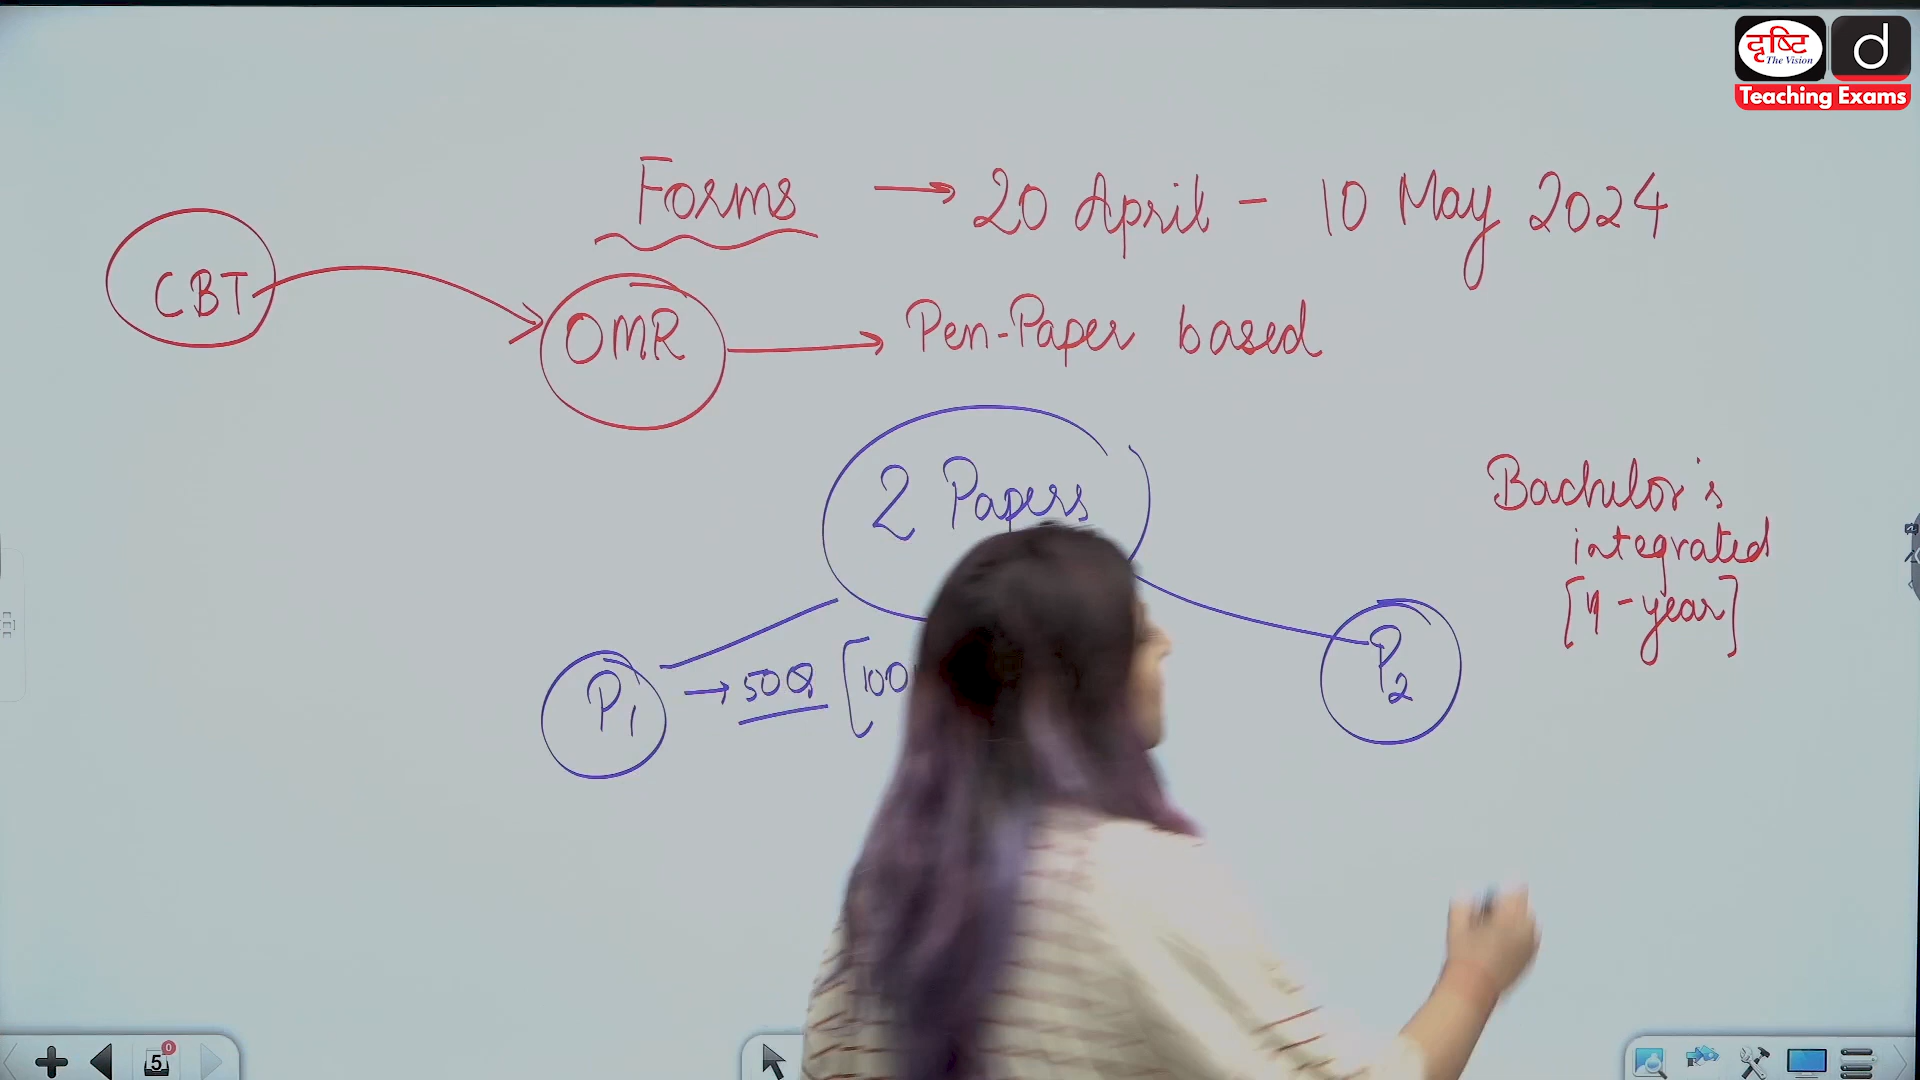 दृष्टि
The Vision
d
Teaching Exams
Forms → 20 April - 10 May 2024
CBT
OMR → Pen-Paper based
2 Papers
Bachelor's
integrated
[4-year]
P1 → 50Q [100
P2
5
0